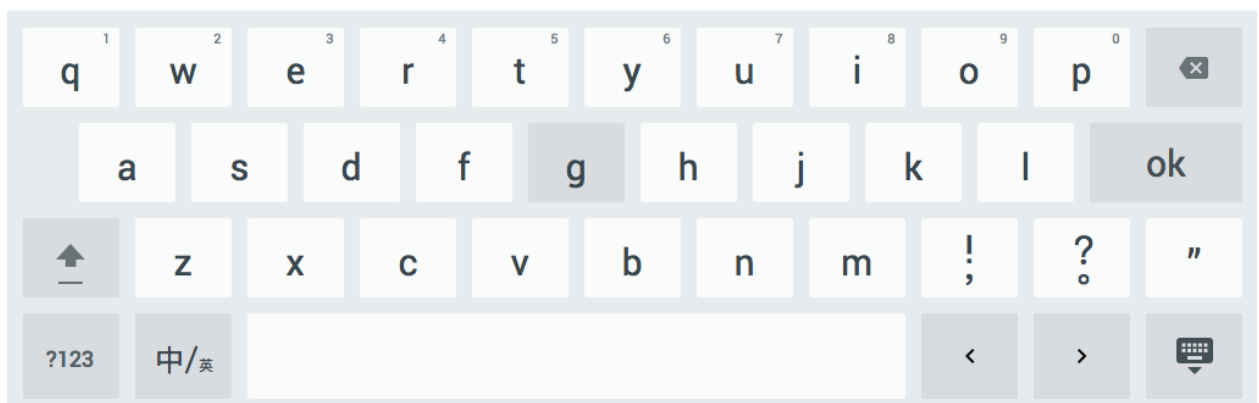 q 1 w 2 e 3 r 4 t 5 y 6 u 7 i 8 o 9 p 0
a s d f g h j k l ok
z x c v b n m ! , ? 。 "
?123 中/英 < >